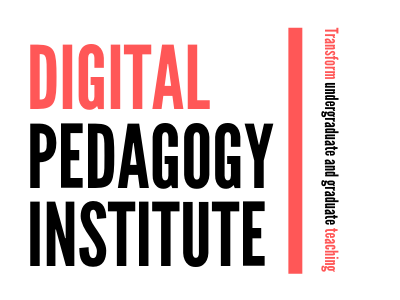 DIGITAL
PEDAGOGY
INSTITUTE
Transform undergraduate and graduate teaching